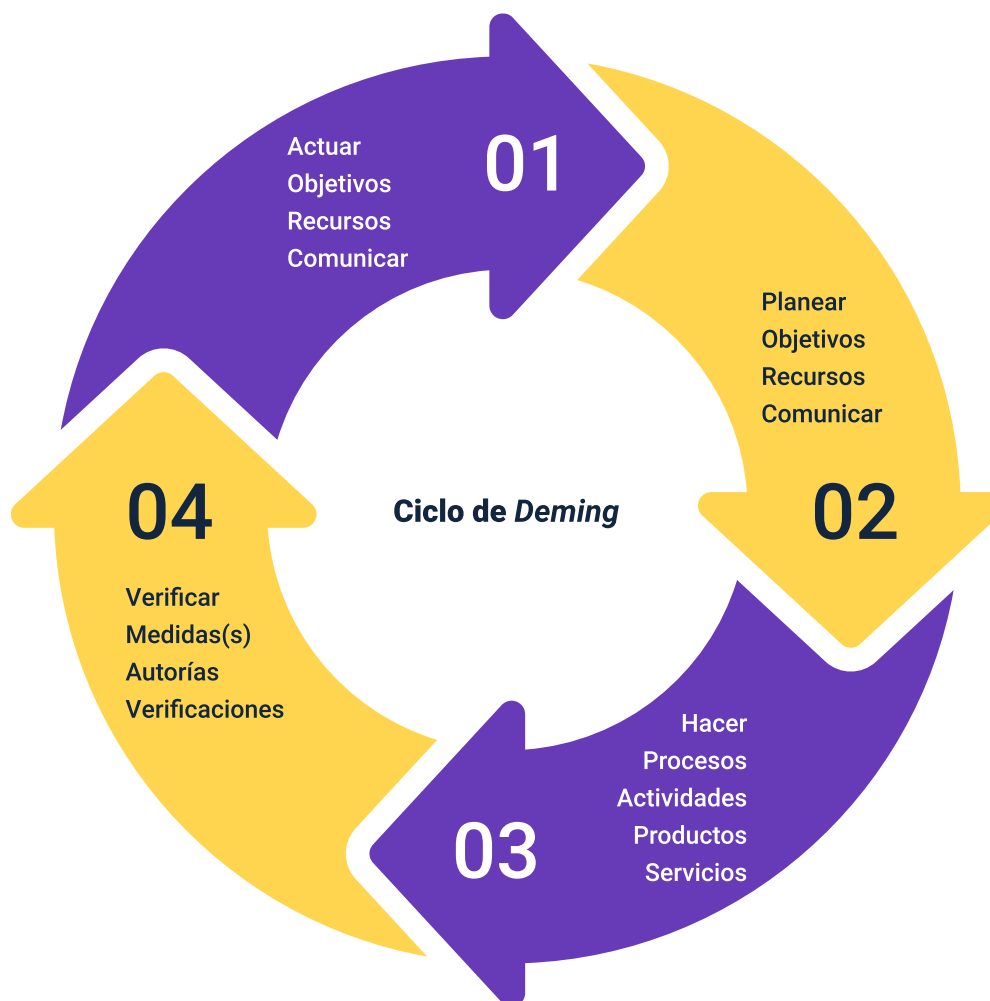 01
Actuar
Objetivos
Recursos
Comunicar
02
Planear
Objetivos
Recursos
Comunicar
03
Hacer
Procesos
Actividades
Productos
Servicios
04
Verificar
Medidas(s)
Autorías
Verificaciones
Ciclo de Deming